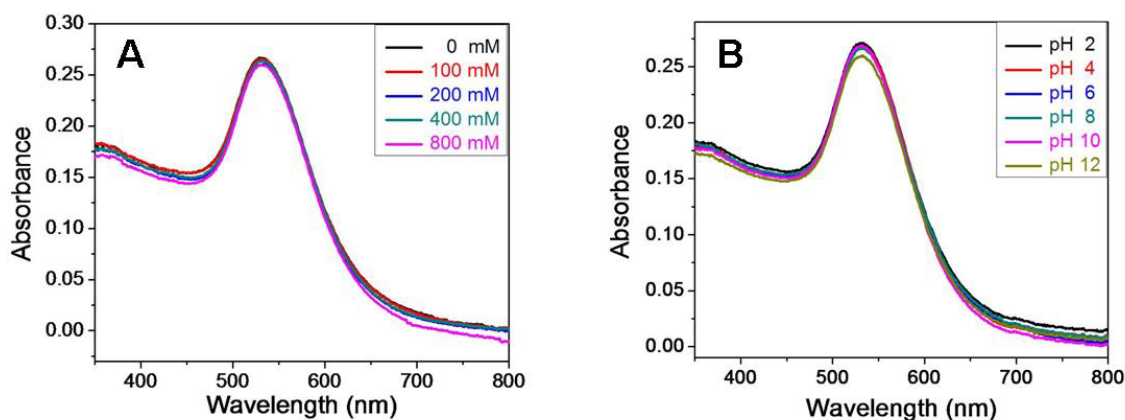 A
0.30
0.25
0.20
0.15
0.10
0.05
0.00
Absorbance
400 500 600 700 800
Wavelength (nm)
0 mM
100 mM
200 mM
400 mM
800 mM
B
0.25
0.20
0.15
0.10
0.05
0.00
Absorbance
400 500 600 700 800
Wavelength (nm)
pH 2
pH 4
pH 6
pH 8
pH 10
pH 12